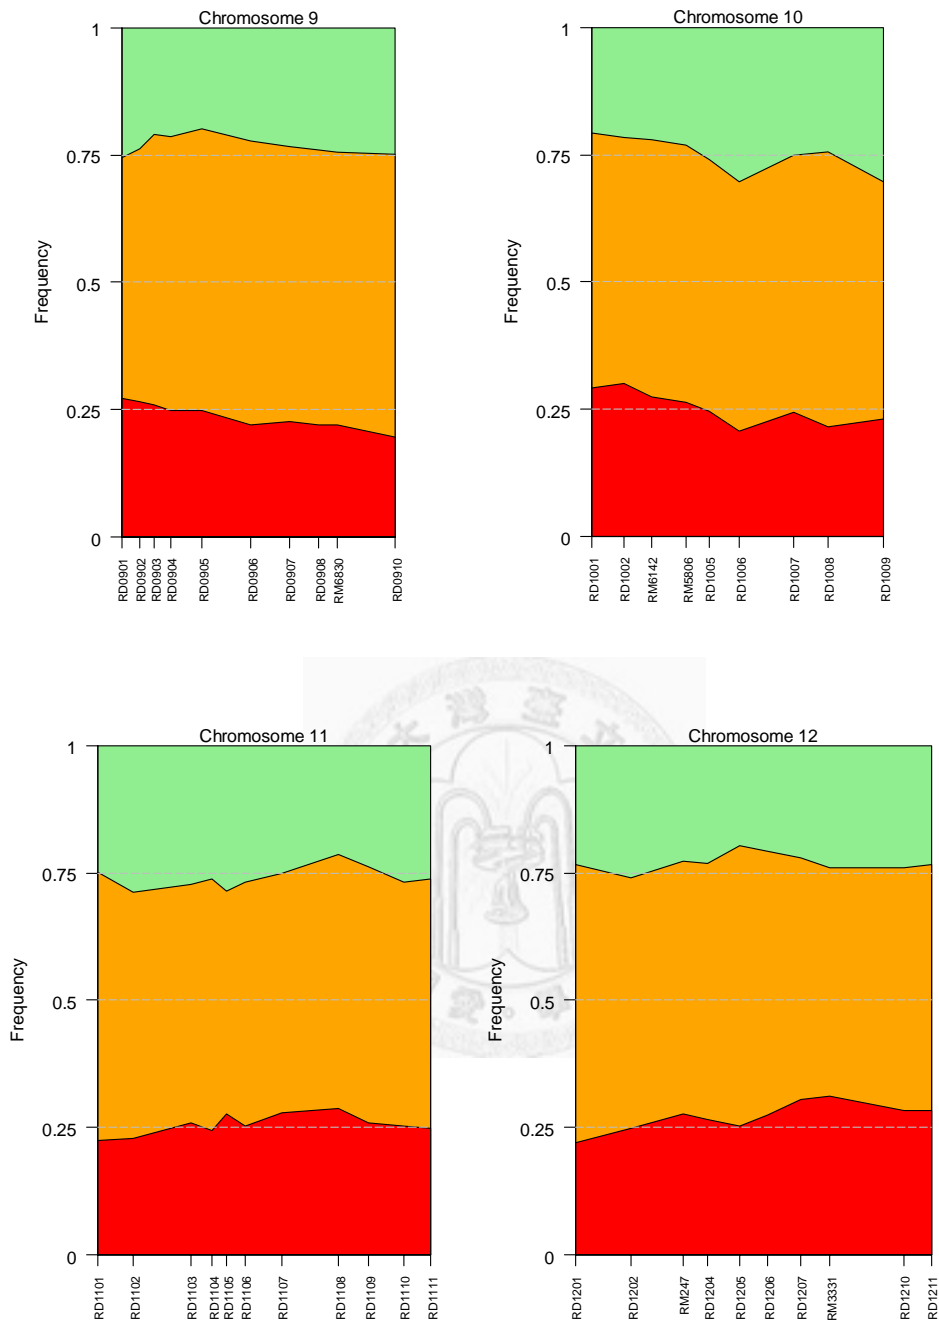 Chromosome 9
1
0.75
0.5
0.25
0
Frequency
RD0901
RD0902
RD0903
RD0904
RD0905
RD0906
RD0907
RD0908
RM6830
RD0910
Chromosome 10
1
0.75
0.5
0.25
0
Frequency
RD1001
RD1002
RM6142
RM5806
RD1005
RD1006
RD1007
RD1008
RD1009
Chromosome 11
1
0.75
0.5
0.25
0
Frequency
RD1101
RD1102
RD1103
RD1104
RD1105
RD1106
RD1107
RD1108
RD1109
RD1110
RD1111
Chromosome 12
1
0.75
0.5
0.25
0
Frequency
RD1201
RD1202
RM247
RD1204
RD1205
RD1206
RD1207
RM3331
RD1210
RD1211
臺
灣